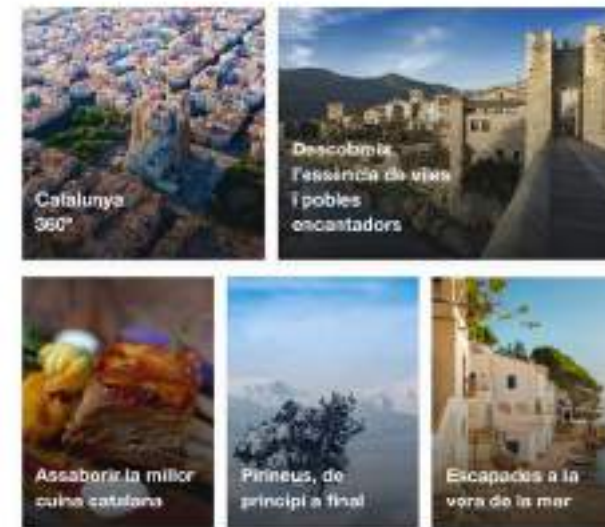 Catalunya
360°
Descobreix
l'essència de viles
i pobles
encantadors
Assaborir la millor
cuina catalana
Pirineus, de
principi a final
Escapades a la
vora de la mar